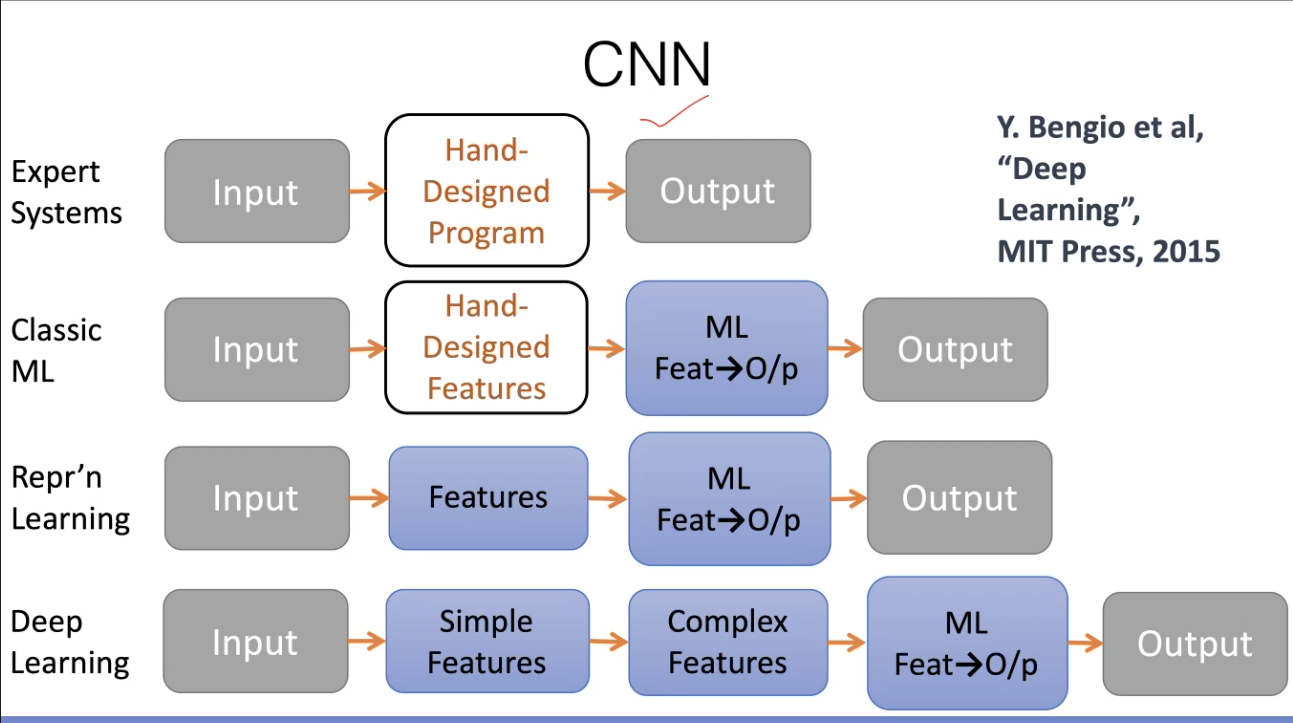 CNN
Y. Bengio et al,
“Deep
Learning”,
MIT Press, 2015
Expert
Systems
Input
Hand-
Designed
Program
Output
Classic
ML
Input
Hand-
Designed
Features
ML
Feat→O/p
Output
Repr’n
Learning
Input
Features
ML
Feat→O/p
Output
Deep
Learning
Input
Simple
Features
Complex
Features
ML
Feat→O/p
Output